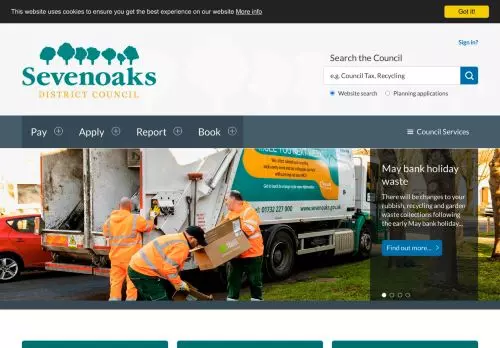 This website uses cookies to ensure you get the best experience on our website More info
Got it!
Sign in?
Sevenoaks
DISTRICT COUNCIL
Search the Council
e.g. Council Tax, Recycling
Website search
Planning applications
Pay
Apply
Report
Book
Council Services
01732 227 000
www.sevenoaks.gov.uk
May bank holiday
waste
There will be changes to your
rubbish, recycling and garden
waste collections following
the early May bank holiday...
Find out more...